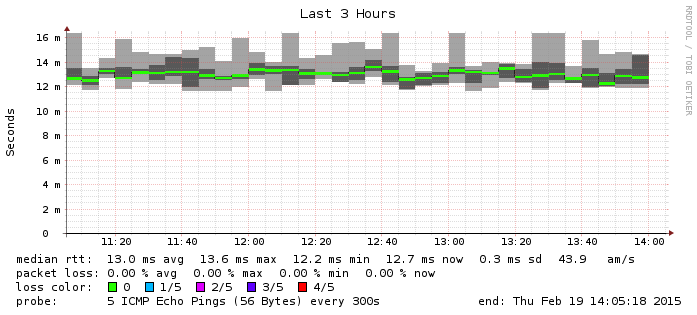 Last 3 Hours
RRDTOOL / TOBI OETIKER
Seconds
16 m
14 m
12 m
10 m
8 m
6 m
4 m
2 m
0
11:20 11:40 12:00 12:20 12:40 13:00 13:20 13:40 14:00
median rtt: 13.0 ms avg 13.6 ms max 12.2 ms min 12.7 ms now 0.3 ms sd 43.9 am/s
packet loss: 0.00 % avg 0.00 % max 0.00 % min 0.00 % now
loss color: 0 1/5 2/5 3/5 4/5
probe: 5 ICMP Echo Pings (56 Bytes) every 300s end: Thu Feb 19 14:05:18 2015